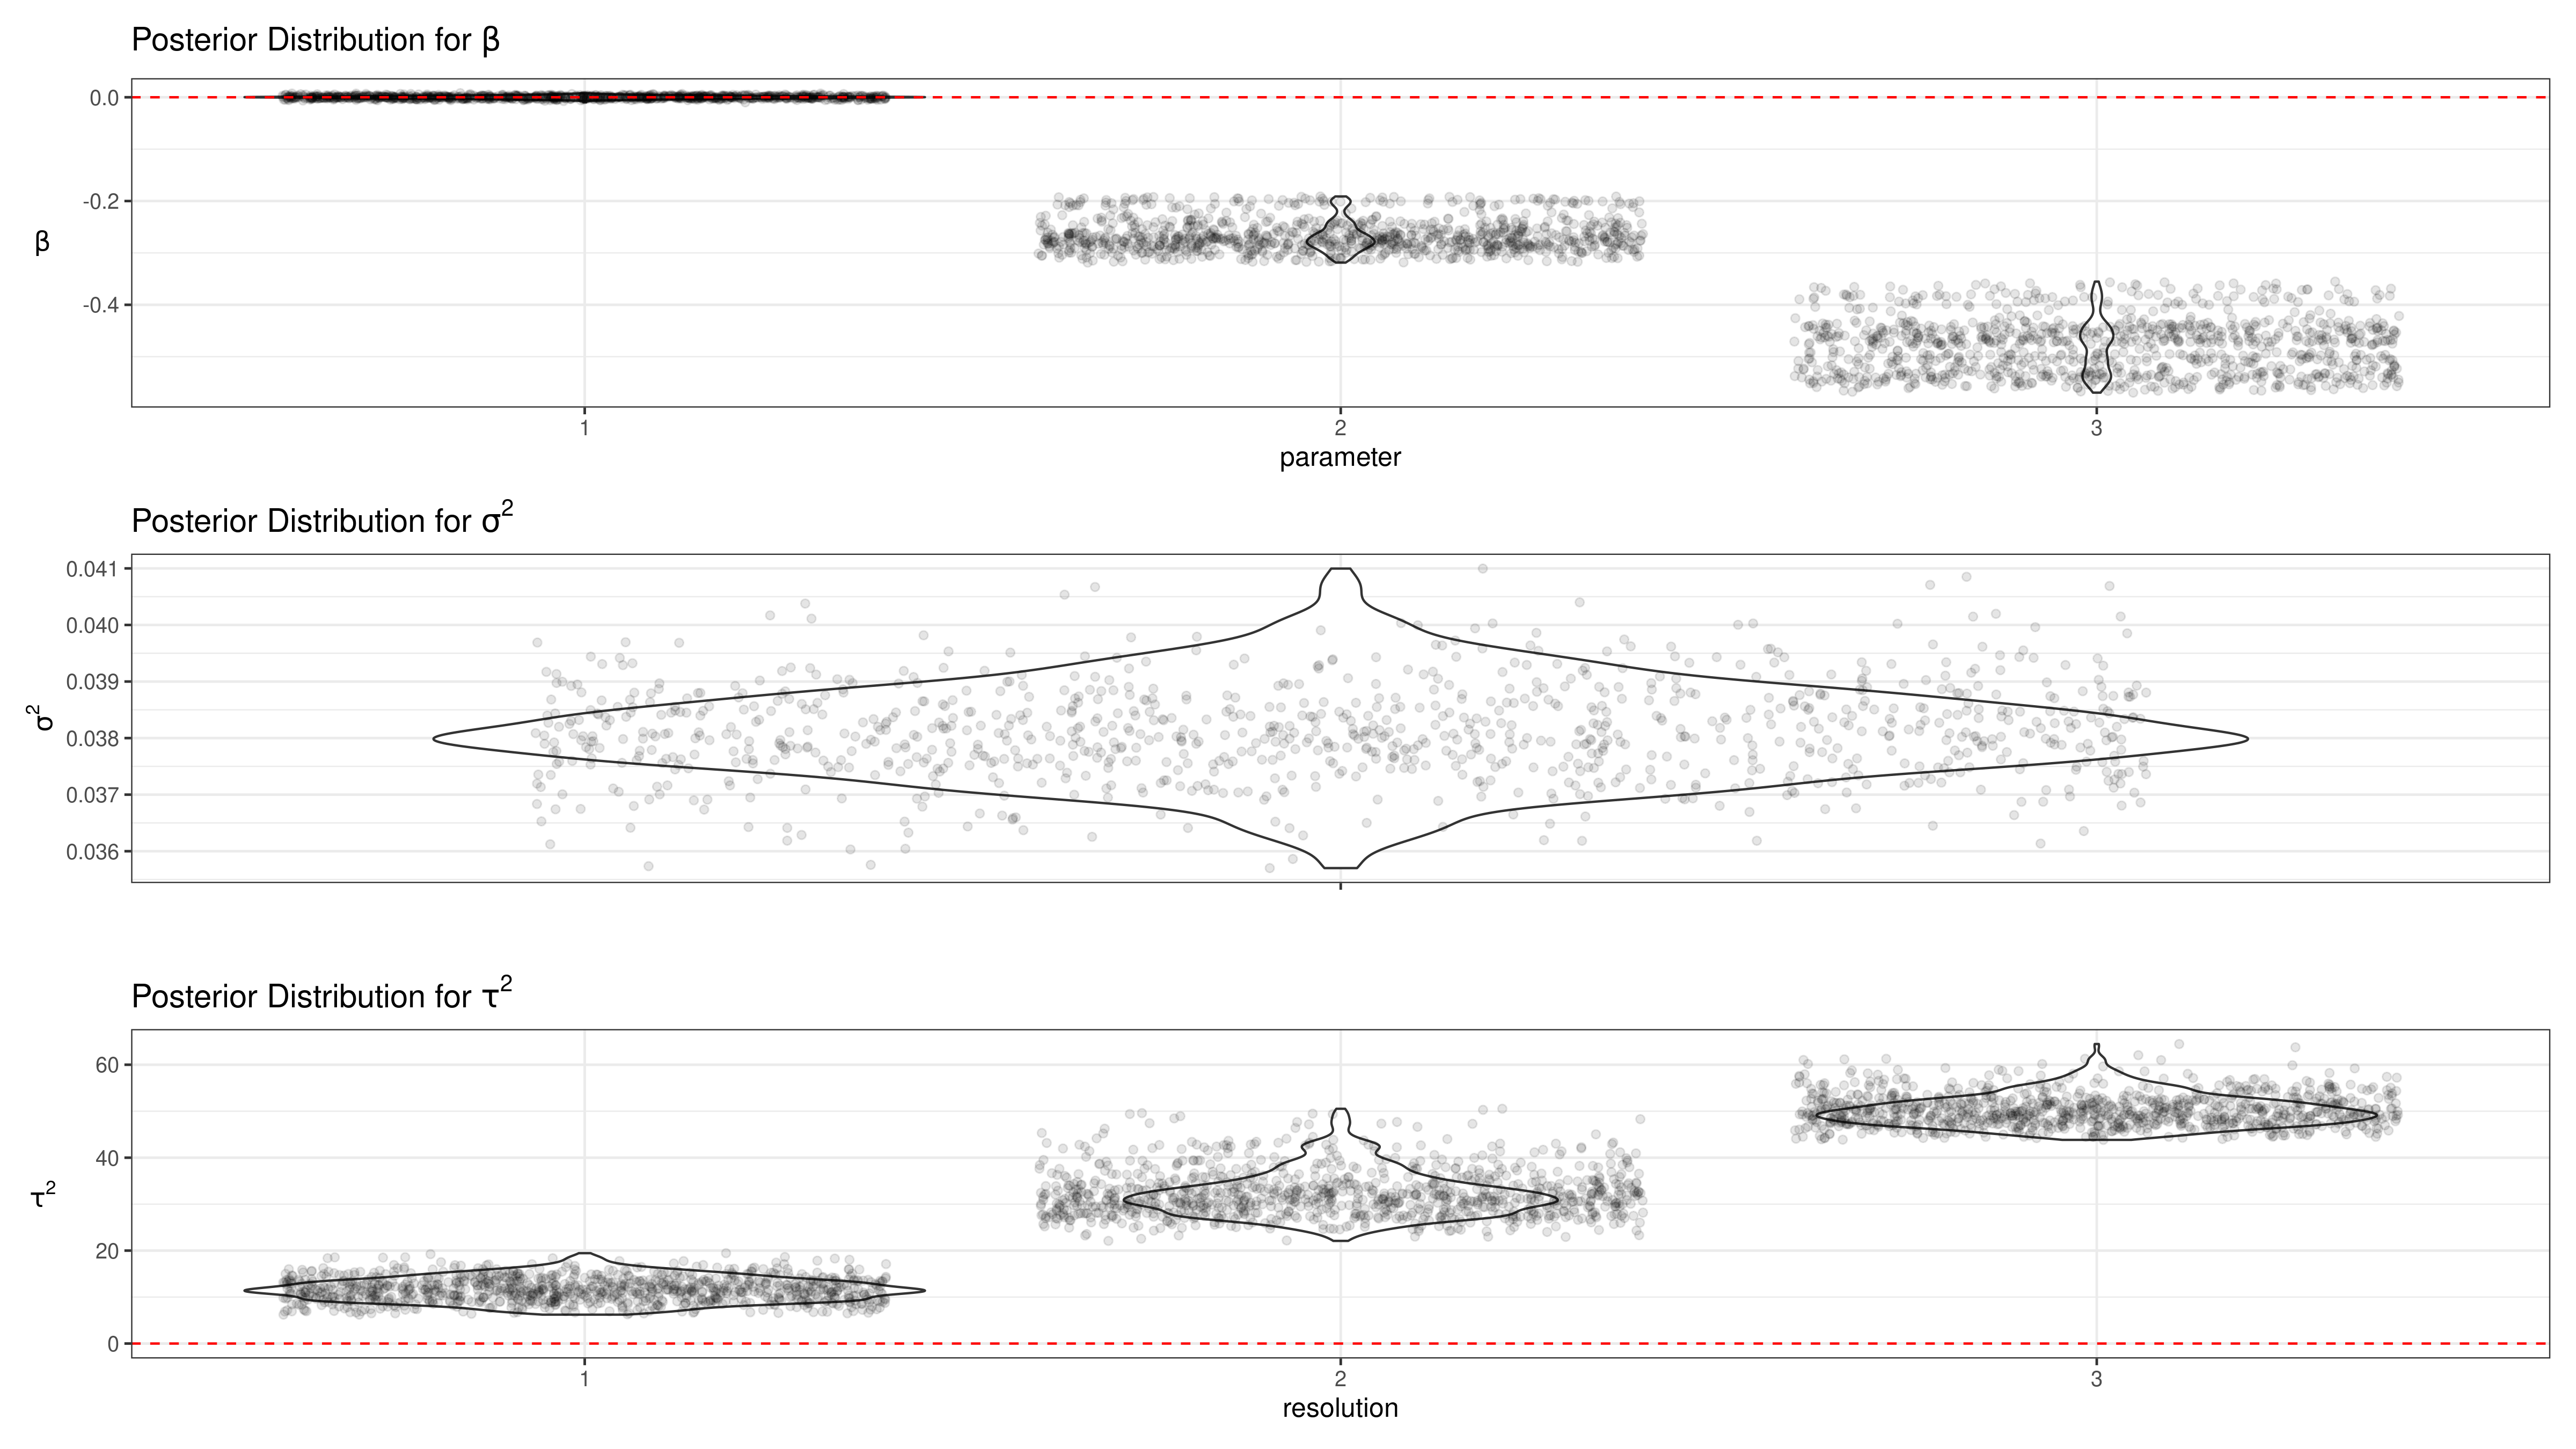 Posterior Distribution for β
0.0
-0.2
-0.4
β
1 2 3
parameter
Posterior Distribution for σ²
0.041
0.040
0.039
0.038
0.037
0.036
σ²
Posterior Distribution for τ²
60
40
20
0
τ²
1 2 3
resolution